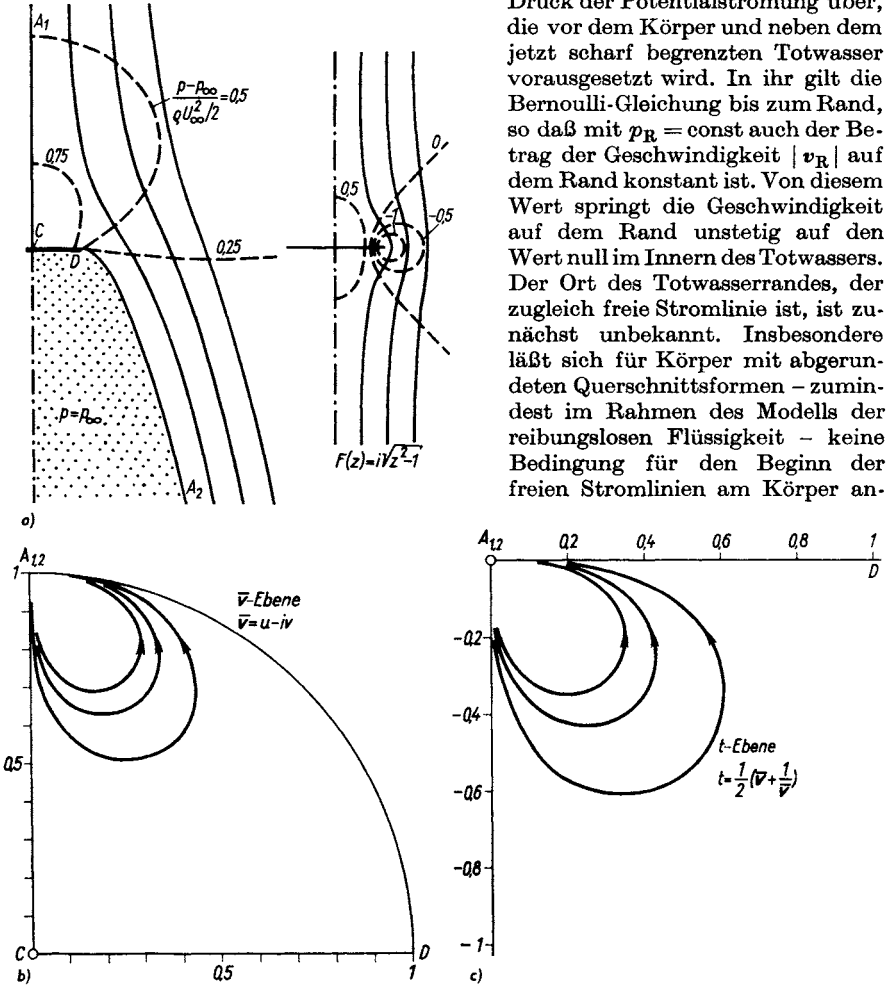 Druck der Potentialströmung über,
die vor dem Körper und neben dem
jetzt scharf begrenzten Totwasser
vorausgesetzt wird. In ihr gilt die
Bernoulli-Gleichung bis zum Rand,
so daß mit p_R = const auch der Be-
trag der Geschwindigkeit | v_R | auf
dem Rand konstant ist. Von diesem
Wert springt die Geschwindigkeit
auf dem Rand unstetig auf den
Wert null im Innern des Totwassers.
Der Ort des Totwasserrandes, der
zugleich freie Stromlinie ist, ist zu-
nächst unbekannt. Insbesondere
läßt sich für Körper mit abgerun-
deten Querschnittsformen – zumin-
dest im Rahmen des Modells der
reibungslosen Flüssigkeit – keine
Bedingung für den Beginn der
freien Stromlinien am Körper an-
A1
p-p∞
ϱU∞²/2 =0,5
0,75
C
D
0,25
p=p∞
A2
a)
0
0,5
-1
-0,5
F(z)=i√z²-1
A1,2
1
v̄-Ebene
v̄=u-iv
0,5
C
D
b)
0,5
1
A1,2
0,2
0,4
0,6
0,8
1
D
-0,2
-0,4
t-Ebene
t=1/2(v̄+1/v̄)
-0,6
-0,8
-1
c)